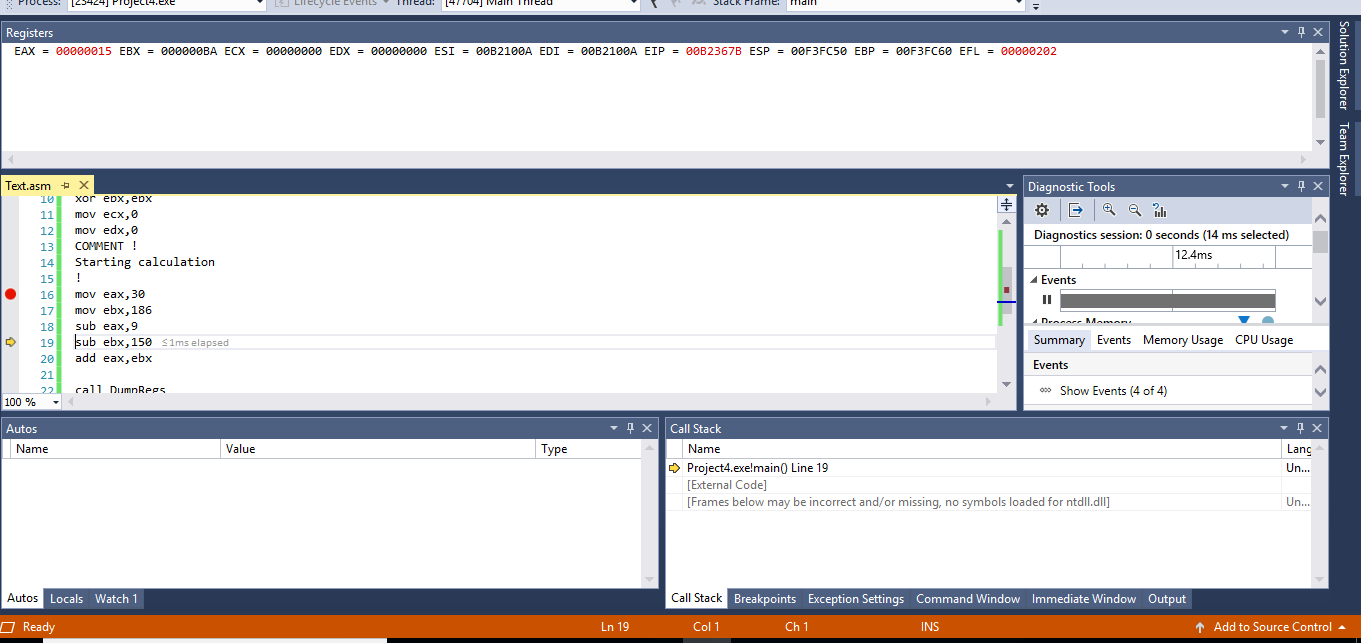 Process: [23424] Project4.exe Lifecycle Events Thread: [47704] Main Thread Stack Frame: main
Registers
EAX = 00000015 EBX = 000000BA ECX = 00000000 EDX = 00000000 ESI = 00B2100A EDI = 00B2100A EIP = 00B2367B ESP = 00F3FC50 EBP = 00F3FC60 EFL = 00000202
Solution Explorer
Team Explorer
Text.asm
10 xor ebx,ebx
11 mov ecx,0
12 mov edx,0
13 COMMENT !
14 Starting calculation
15 !
16 mov eax,30
17 mov ebx,186
18 sub eax,9
19 sub ebx,150 ≤1ms elapsed
20 add eax,ebx
21
22 call DumpRegs
100 %
Diagnostic Tools
Diagnostics session: 0 seconds (14 ms selected)
12.4ms
Events
Process Memory
Summary Events Memory Usage CPU Usage
Events
Show Events (4 of 4)
Autos
Name Value Type
Autos Locals Watch 1
Call Stack
Name Lang
Project4.exe!main() Line 19 Un...
[External Code]
[Frames below may be incorrect and/or missing, no symbols loaded for ntdll.dll] Un...
Call Stack Breakpoints Exception Settings Command Window Immediate Window Output
Ready Ln 19 Col 1 Ch 1 INS Add to Source Control